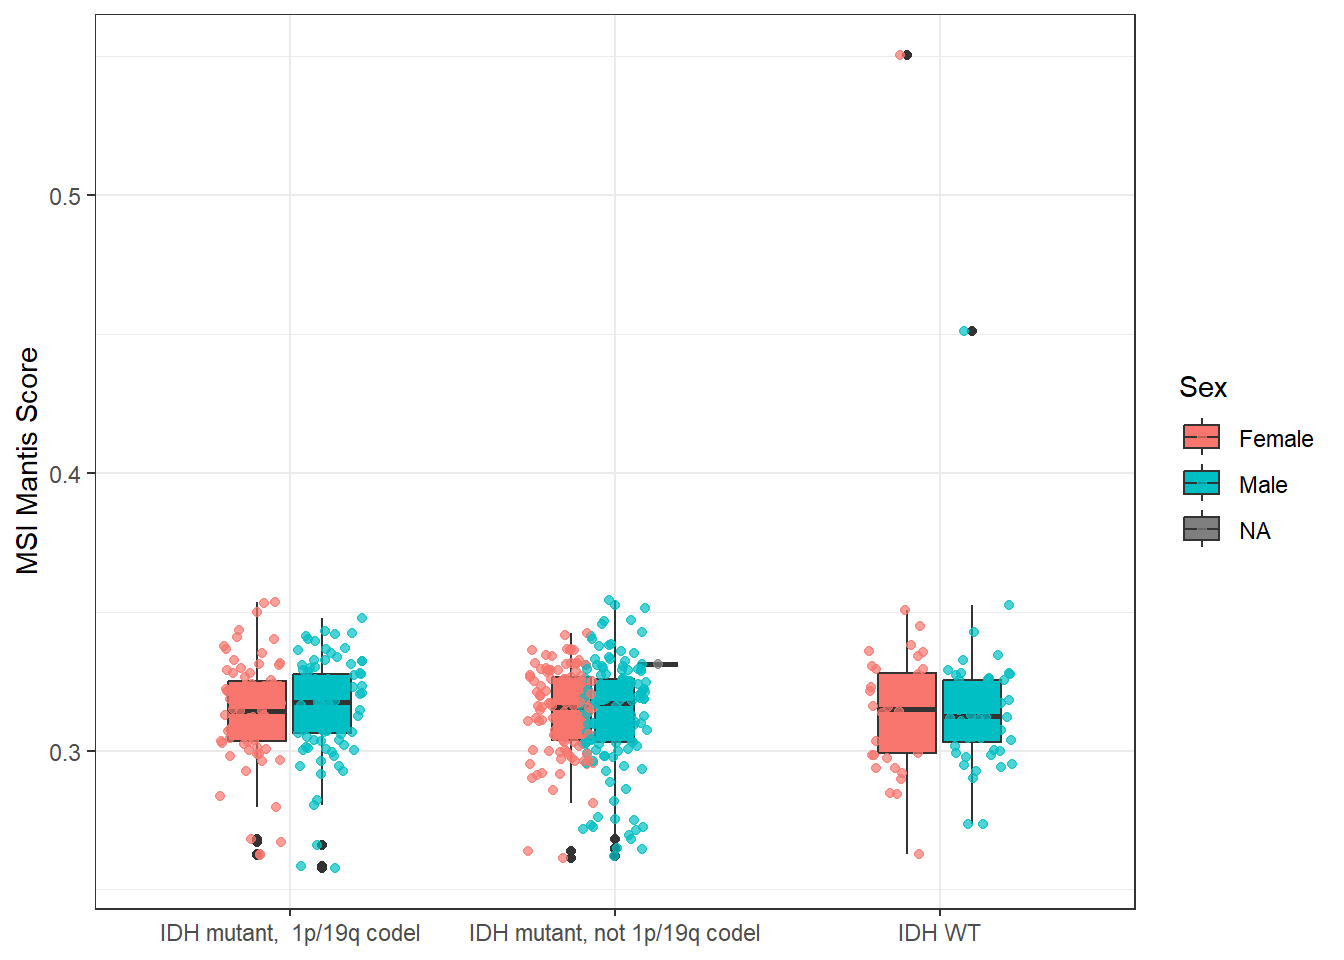 MSI Mantis Score
0.5
0.4
0.3
IDH mutant,  1p/19q codel
IDH mutant, not 1p/19q codel
IDH WT
Sex
Female
Male
NA